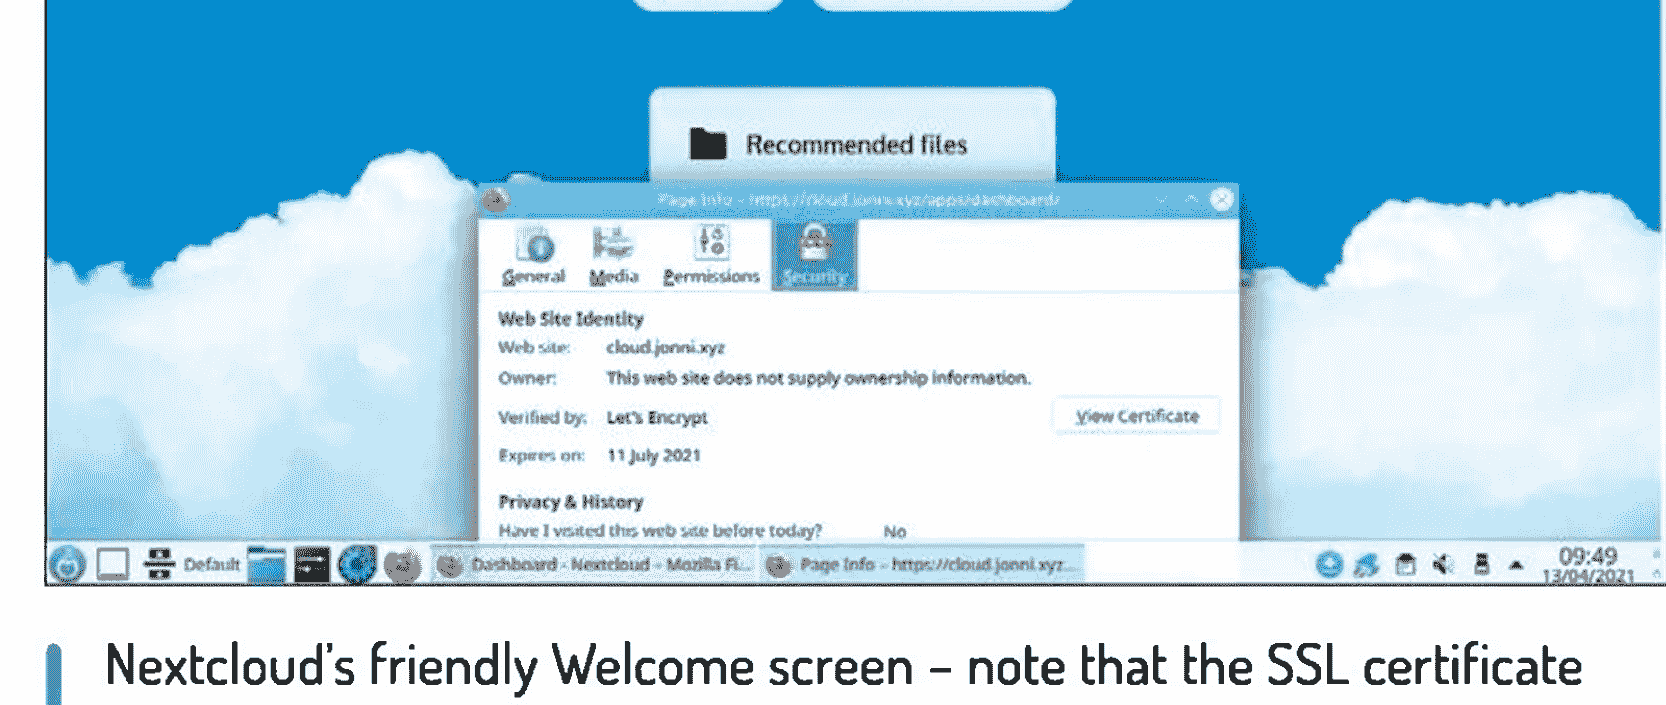 Recommended files
Page Info - https://cloud.jonni.xyz/apps/dashboard/
General Media Permissions Security
Web Site Identity
Web site: cloud.jonni.xyz
Owner: This web site does not supply ownership information.
Verified by: Let's Encrypt View Certificate
Expires on: 11 July 2021
Privacy & History
Have I visited this web site before today? No
Default Dashboard - Nextcloud - Mozilla Fi... Page Info - https://cloud.jonni.xyz... 09:49
13/04/2021
Nextcloud's friendly Welcome screen – note that the SSL certificate